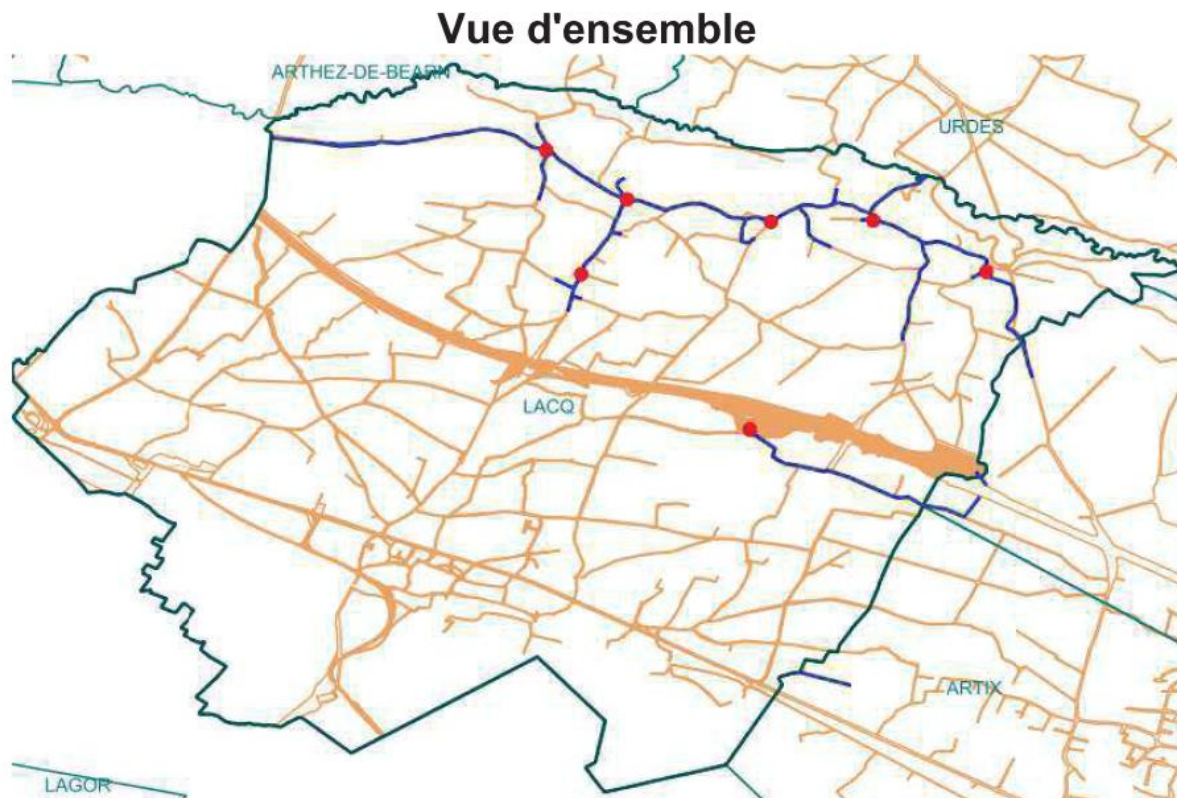 Vue d'ensemble
ARTHEZ-DE-BEARN
URDES
LACQ
ARTIX
LAGOR